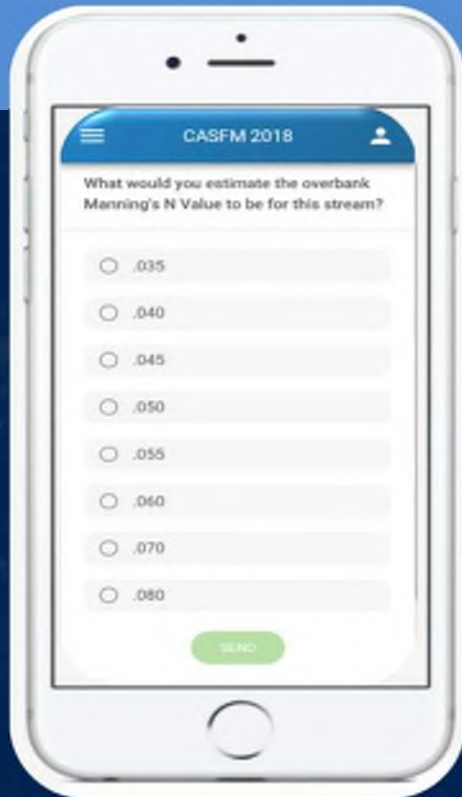 CASFM 2018
What would you estimate the overbank
Manning's N Value to be for this stream?
.035
.040
.045
.050
.055
.060
.070
.080
SEND